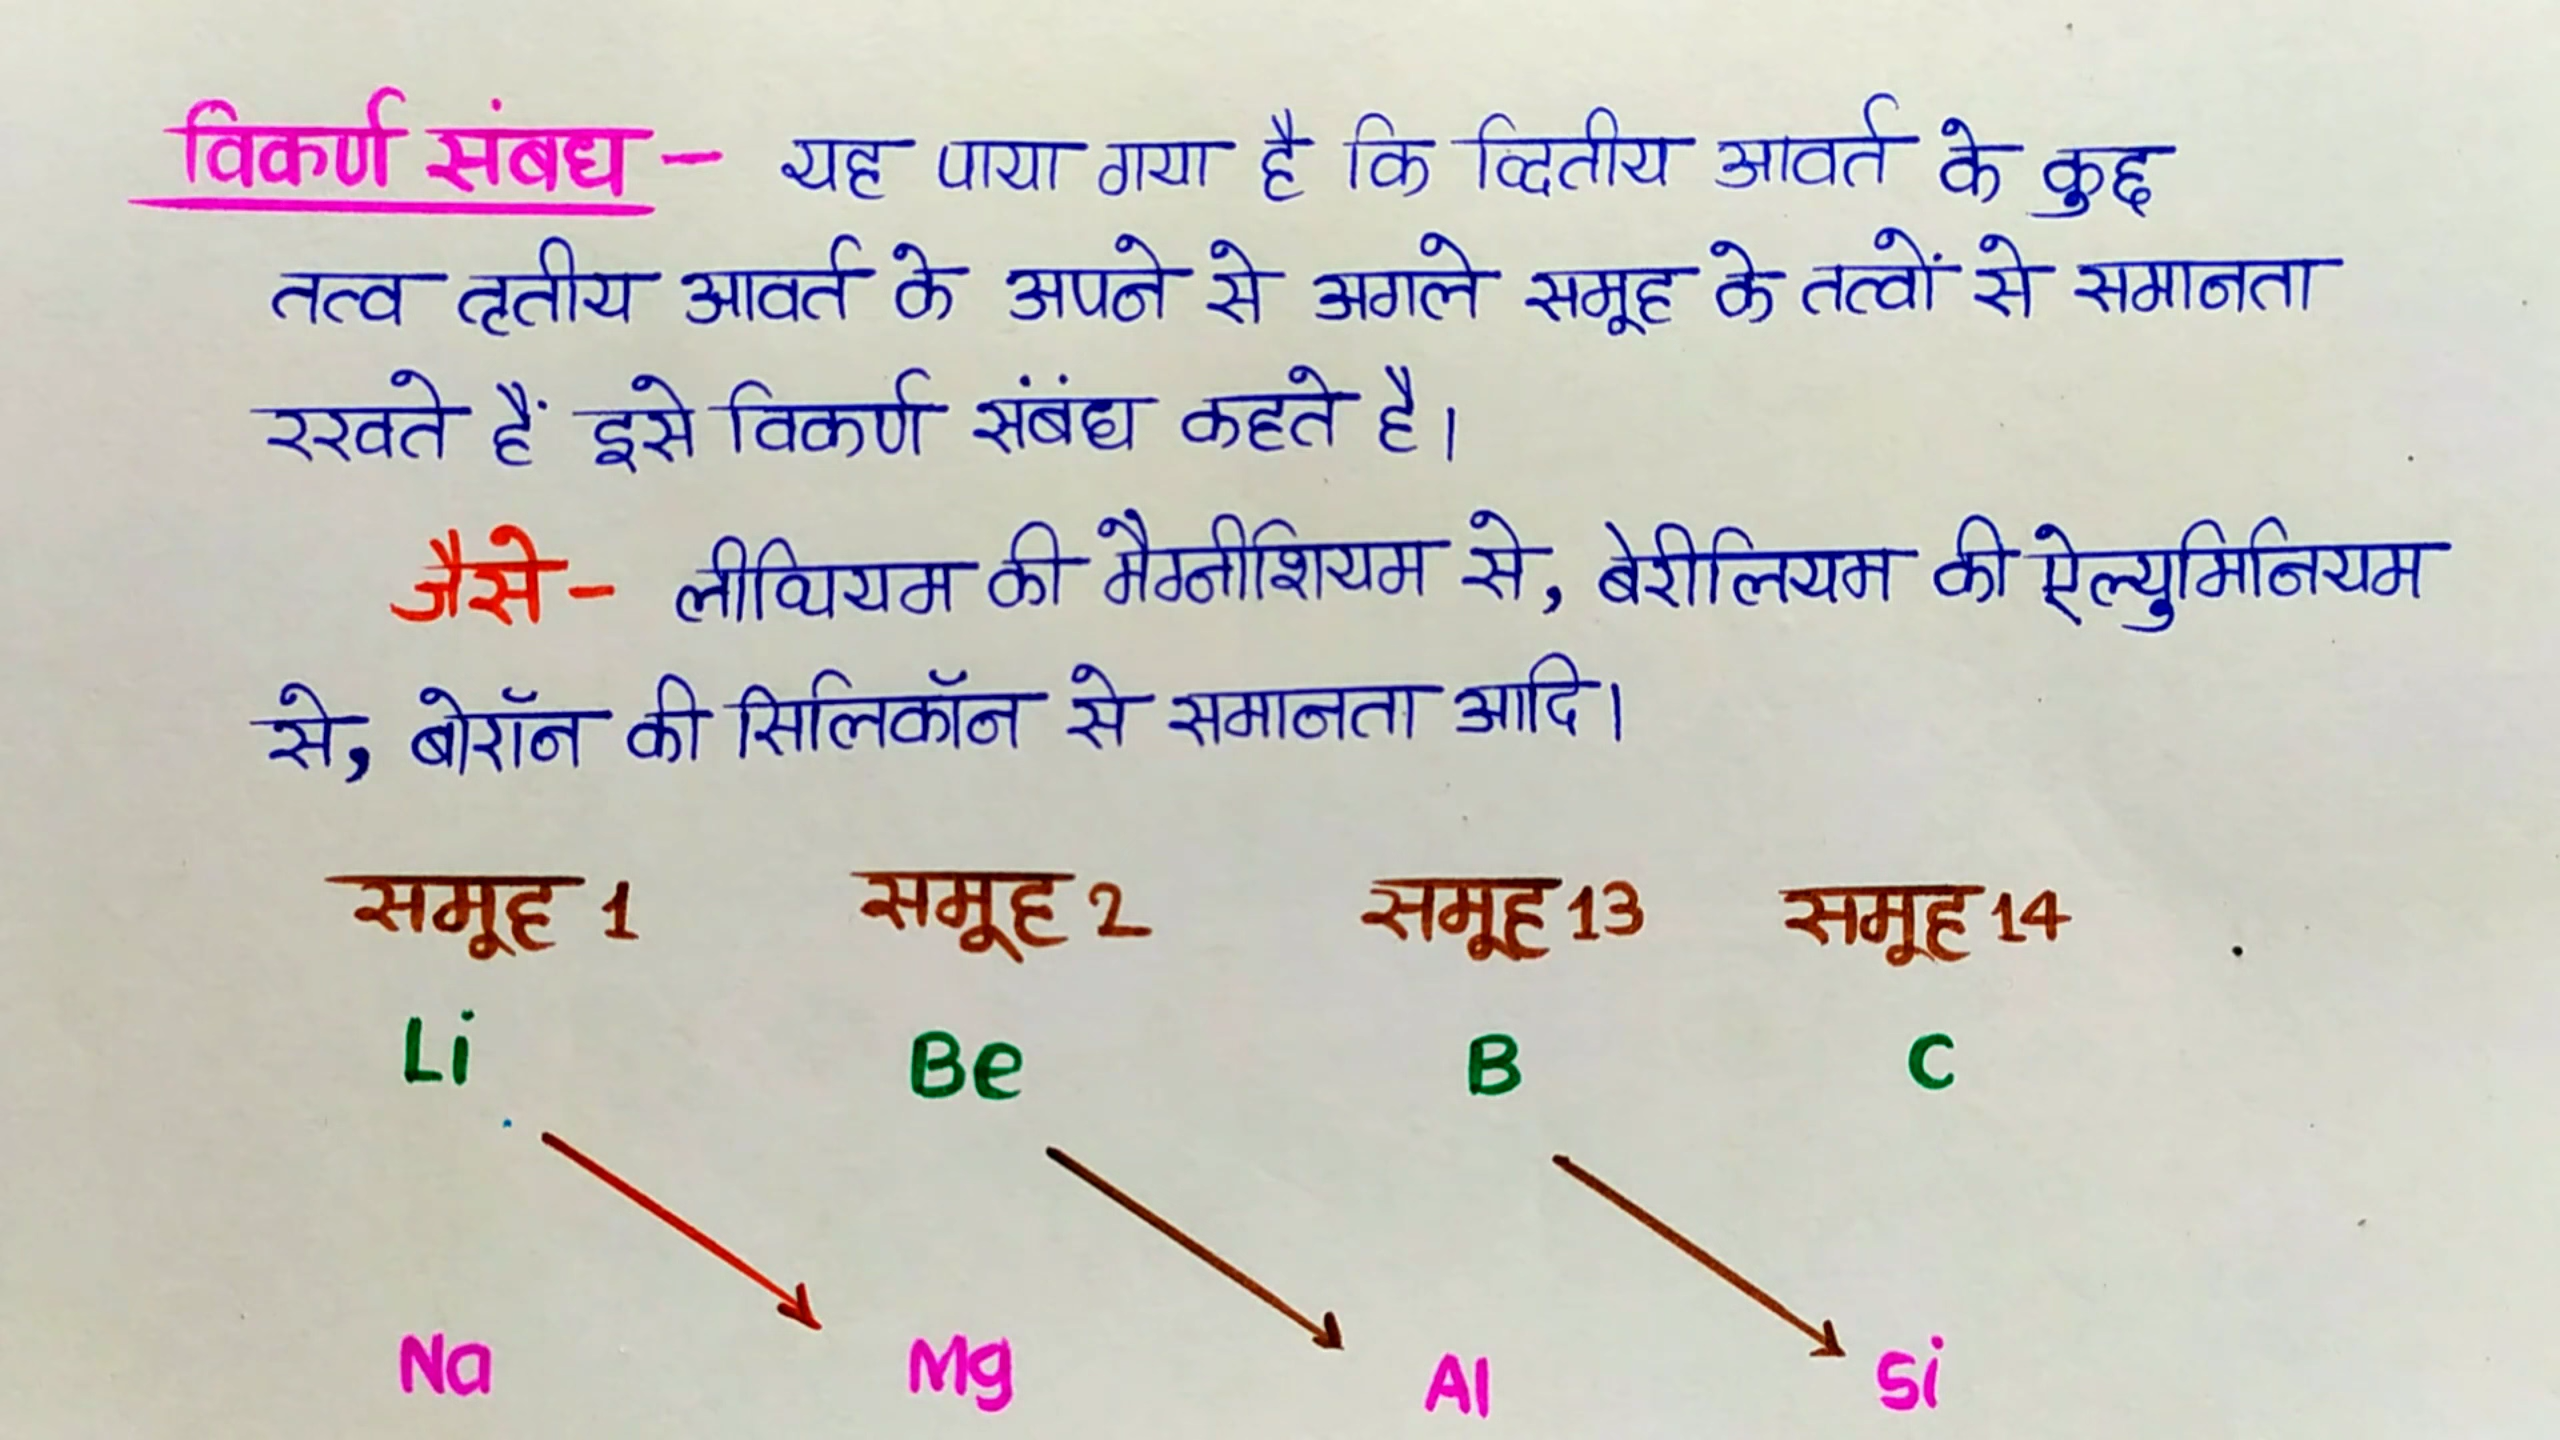 विकर्ण संबध - यह पाया गया है कि द्वितीय आवर्त के कुछ
तत्व तृतीय आवर्त के अपने से अगले समूह के तत्वों से समानता
रखते हैं इसे विकर्ण संबंध कहते है।
जैसे - लीथियम की मैग्नीशियम से, बेरीलियम की ऐल्युमिनियम
से, बोरॉन की सिलिकॉन से समानता आदि।
समूह 1 समूह 2 समूह 13 समूह 14
Li Be B C
Na Mg Al Si